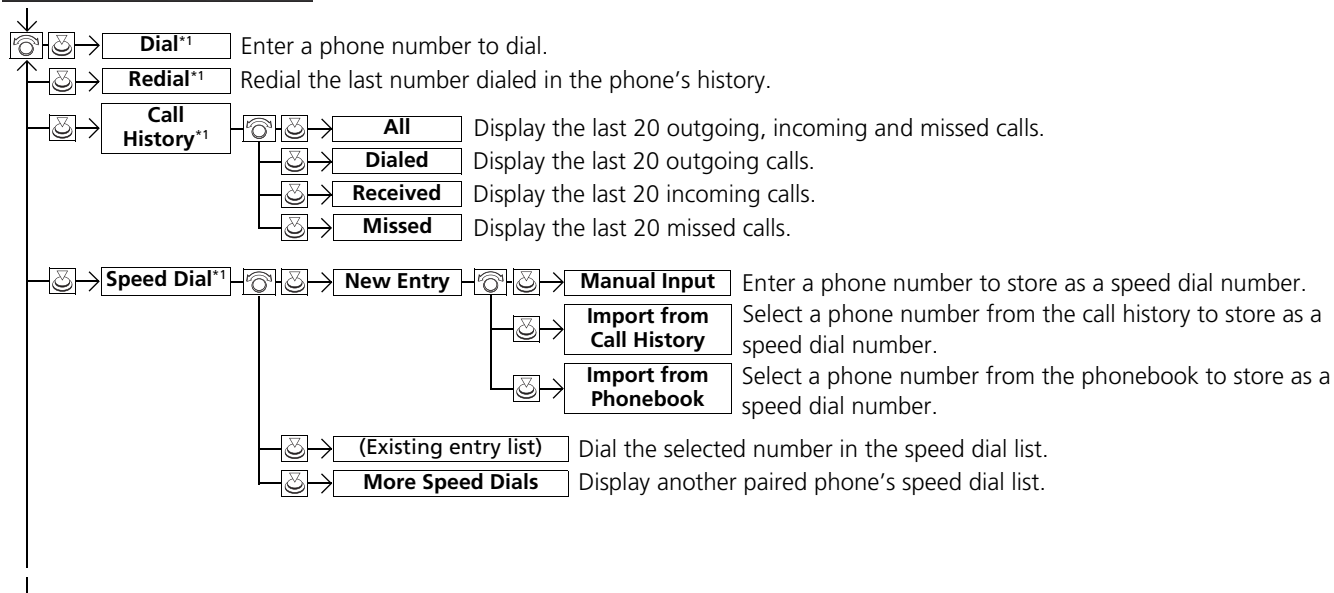 Dial*1 Enter a phone number to dial.
Redial*1 Redial the last number dialed in the phone’s history.
Call
History*1
All Display the last 20 outgoing, incoming and missed calls.
Dialed Display the last 20 outgoing calls.
Received Display the last 20 incoming calls.
Missed Display the last 20 missed calls.
Speed Dial*1 New Entry Manual Input Enter a phone number to store as a speed dial number.
Import from
Call History
Select a phone number from the call history to store as a
speed dial number.
Import from
Phonebook
Select a phone number from the phonebook to store as a
speed dial number.
(Existing entry list) Dial the selected number in the speed dial list.
More Speed Dials Display another paired phone’s speed dial list.